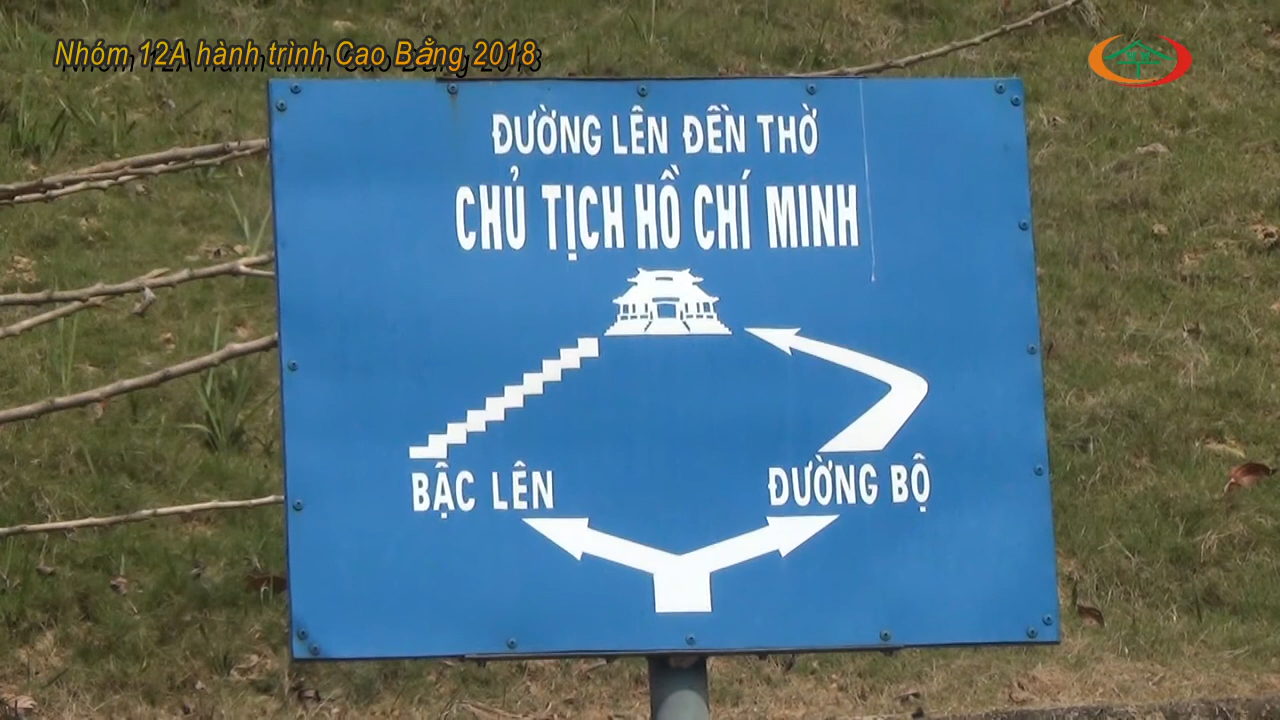 Nhóm 12A hành trình Cao Bằng 2018
ĐƯỜNG LÊN ĐỀN THỜ
CHỦ TỊCH HỒ CHÍ MINH
BẬC LÊN
ĐƯỜNG BỘ